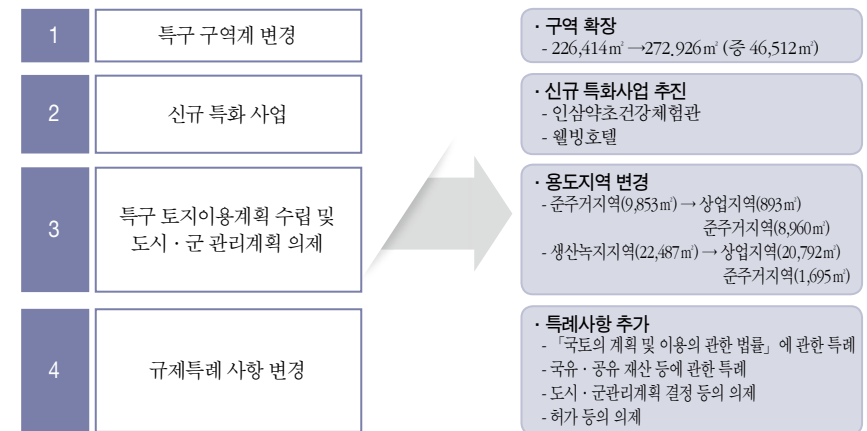 1
특구 구역계 변경
· 구역 확장
- 226,414㎡ →272.926㎡ (증 46,512㎡)
2
신규 특화 사업
· 신규 특화사업 추진
- 인삼약초건강체험관
- 웰빙호텔
3
특구 토지이용계획 수립 및
도시 · 군 관리계획 의제
· 용도지역 변경
- 준주거지역(9,853㎡) → 상업지역(893㎡)
준주거지역(8,960㎡)
- 생산녹지지역(22,487㎡) → 상업지역(20,792㎡)
준주거지역(1,695㎡)
4
규제특례 사항 변경
· 특례사항 추가
- 「국토의 계획 및 이용의 관한 법률」에 관한 특례
- 국유 · 공유 재산 등에 관한 특례
- 도시 · 군관리계획 결정 등의 의제
- 허가 등의 의제